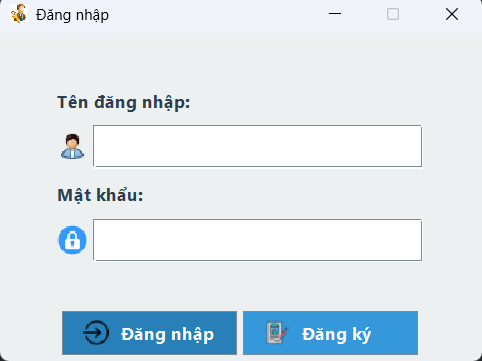 Đăng nhập
Tên đăng nhập:
Mật khẩu:
Đăng nhập
Đăng ký